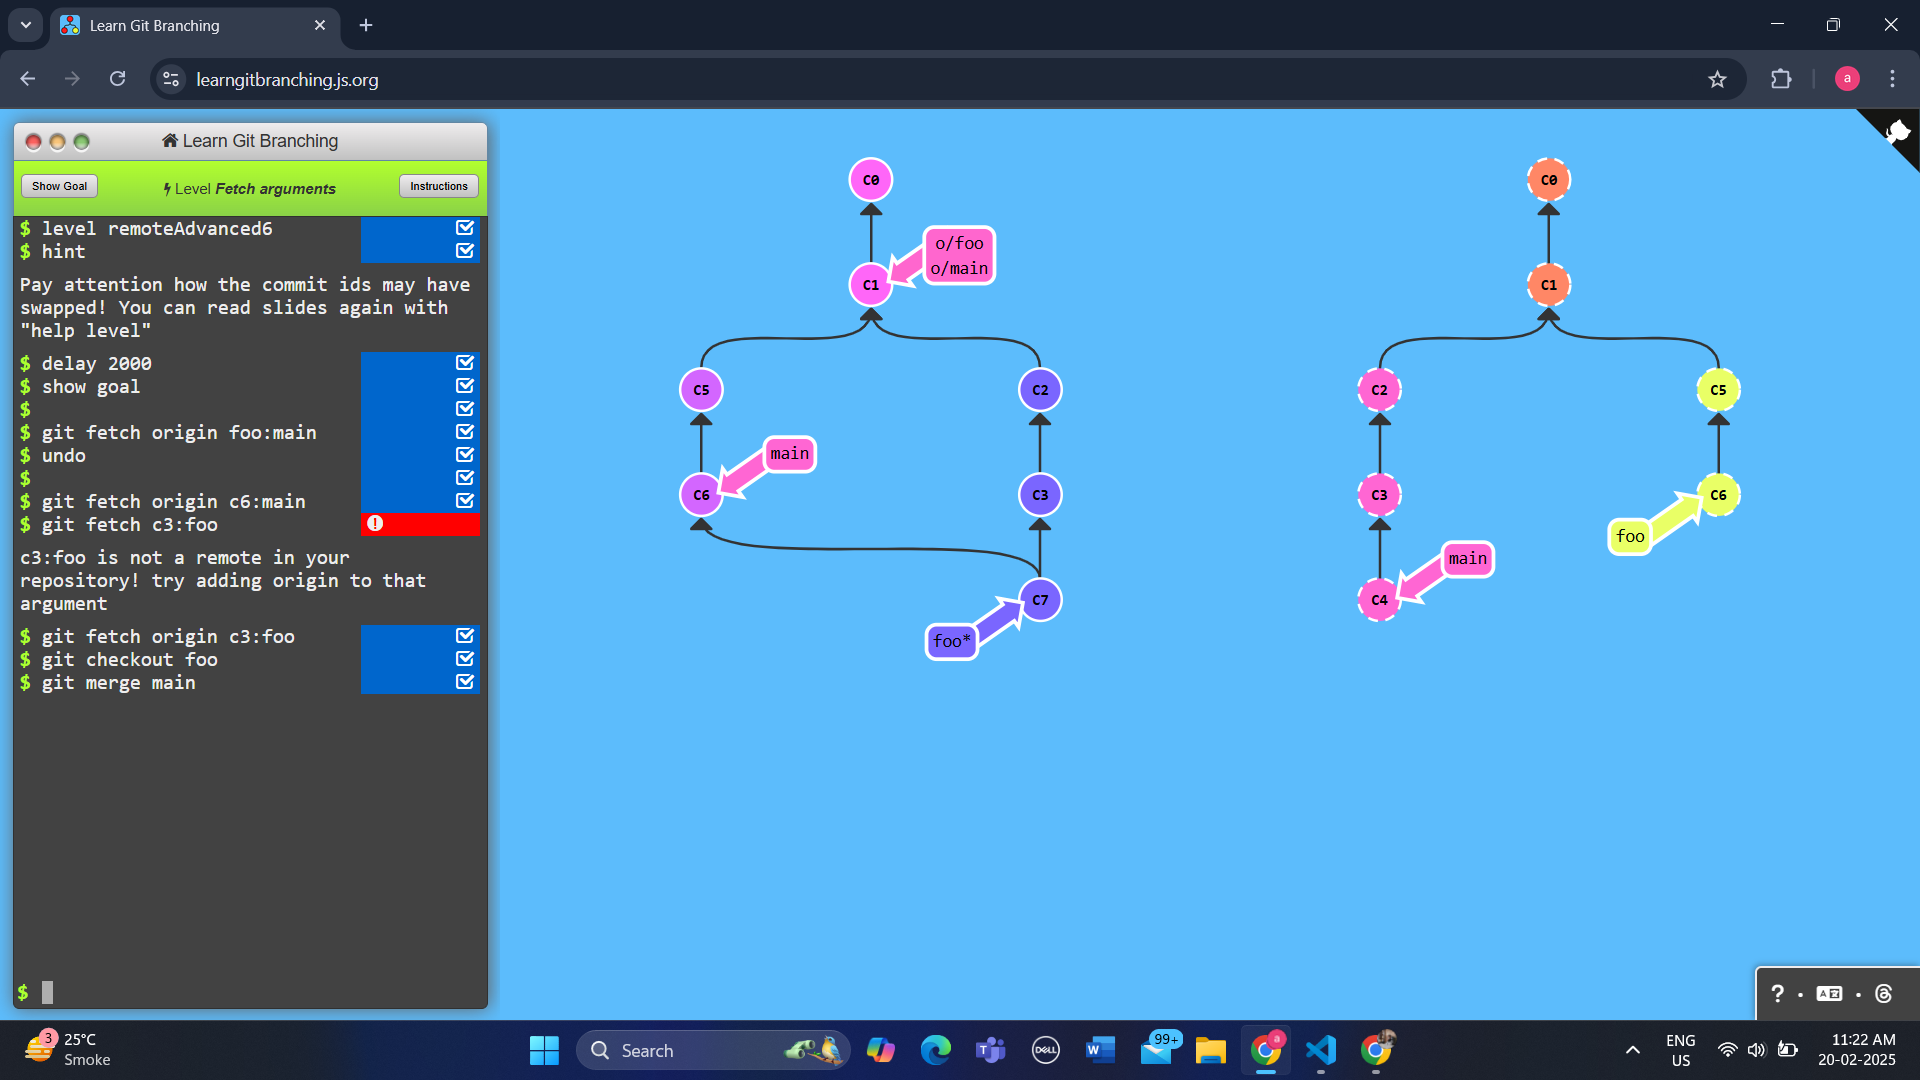 Learn Git Branching
learngitbranching.js.org
a
Learn Git Branching
Show Goal
Level Fetch arguments
Instructions
$ level remoteAdvanced6
$ hint
Pay attention how the commit ids may have
swapped! You can read slides again with
"help level"
$ delay 2000
$ show goal
$
$ git fetch origin foo:main
$ undo
$
$ git fetch origin c6:main
$ git fetch c3:foo
c3:foo is not a remote in your
repository! try adding origin to that
argument
$ git fetch origin c3:foo
$ git checkout foo
$ git merge main
$
C0
o/foo
o/main
C1
C5
C2
main
C6
C3
C7
foo*
C0
C1
C2
C5
C3
C6
foo
main
C4
?
3
25°C
Smoke
Search
DELL
99+
a
ENG
US
11:22 AM
20-02-2025